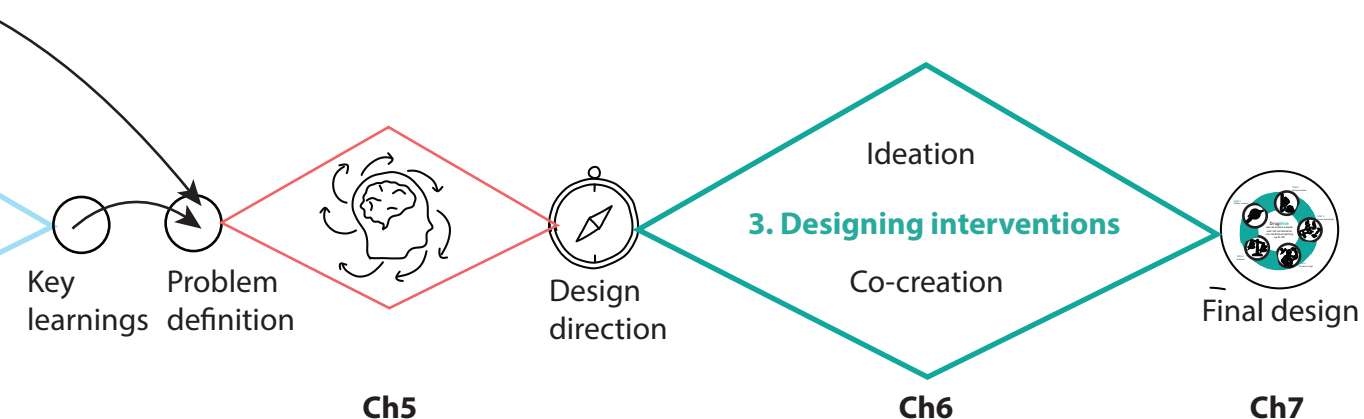 Ideation
3. Designing interventions
Co-creation
Key
learnings
Problem
definition
Design
direction
Final design
Ch5
Ch6
Ch7